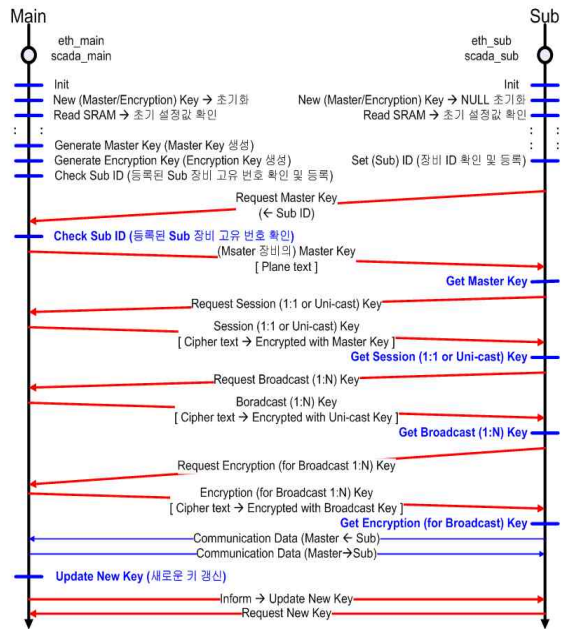 Main Sub
eth_main eth_sub
scada_main scada_sub
Init Init
New (Master/Encryption) Key → 초기화 New (Master/Encryption) Key → NULL 초기화
Read SRAM → 초기 설정값 확인 Read SRAM → 초기 설정값 확인
: : : :
Generate Master Key (Master Key 생성)
Generate Encryption Key (Encryption Key 생성) Set (Sub) ID (장비 ID 확인 및 등록)
Check Sub ID (등록된 Sub 장비 고유 번호 확인 및 등록)
Request Master Key
(← Sub ID)
Check Sub ID (등록된 Sub 장비 고유 번호 확인)
(Msater 장비의) Master Key
[ Plane text ]
Get Master Key
Request Session (1:1 or Uni-cast) Key
Session (1:1 or Uni-cast) Key
[ Cipher text → Encrypted with Master Key ]
Get Session (1:1 or Uni-cast) Key
Request Broadcast (1:N) Key
Boradcast (1:N) Key
[ Cipher text → Encrypted with Uni-cast Key ]
Get Broadcast (1:N) Key
Request Encryption (for Broadcast 1:N) Key
Encryption (for Broadcast 1:N) Key
[ Cipher text → Encrypted with Broadcast Key ]
Get Encryption (for Broadcast) Key
Communication Data (Master ← Sub)
Communication Data (Master→Sub)
Update New Key (새로운 키 갱신)
Inform → Update New Key
Request New Key